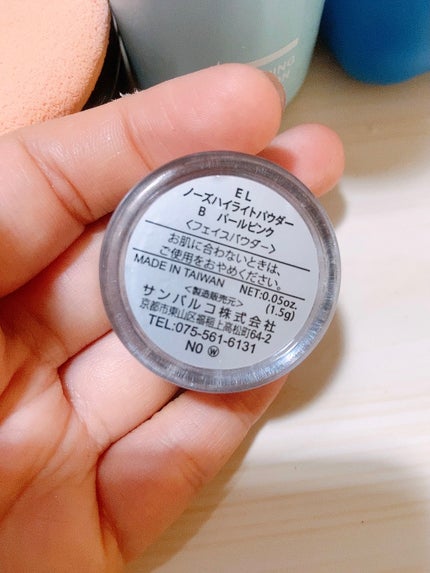 EL
ノーズハイライトパウダー
B パールピンク
<フェイスパウダー>
お肌に合わないときは、
ご使用をおやめください。
MADE IN TAIWAN NET:0.05oz.
(1.5g)
<製造販売元>
サンパルコ株式会社
京都市東山区福稲上高松町64-2
TEL:075-561-6131
N0 Ⓦ